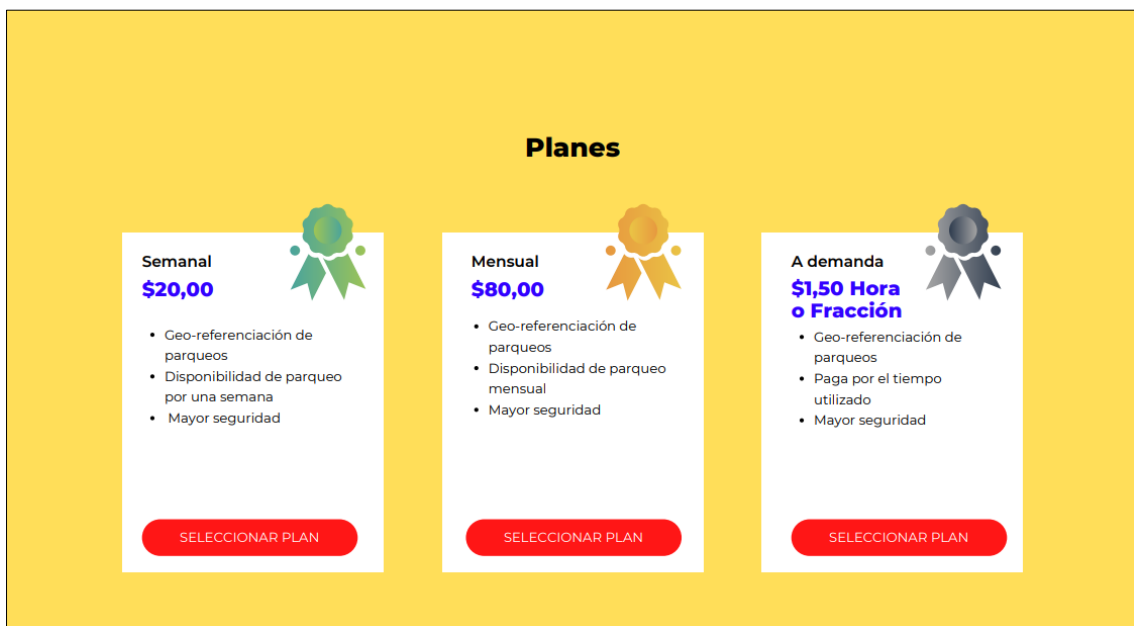 Planes
Semanal
$20,00
• Geo-referenciación de
parqueos
• Disponibilidad de parqueo
por una semana
• Mayor seguridad
SELECCIONAR PLAN
Mensual
$80,00
• Geo-referenciación de
parqueos
• Disponibilidad de parqueo
mensual
• Mayor seguridad
SELECCIONAR PLAN
A demanda
$1,50 Hora
o Fracción
• Geo-referenciación de
parqueos
• Paga por el tiempo
utilizado
• Mayor seguridad
SELECCIONAR PLAN